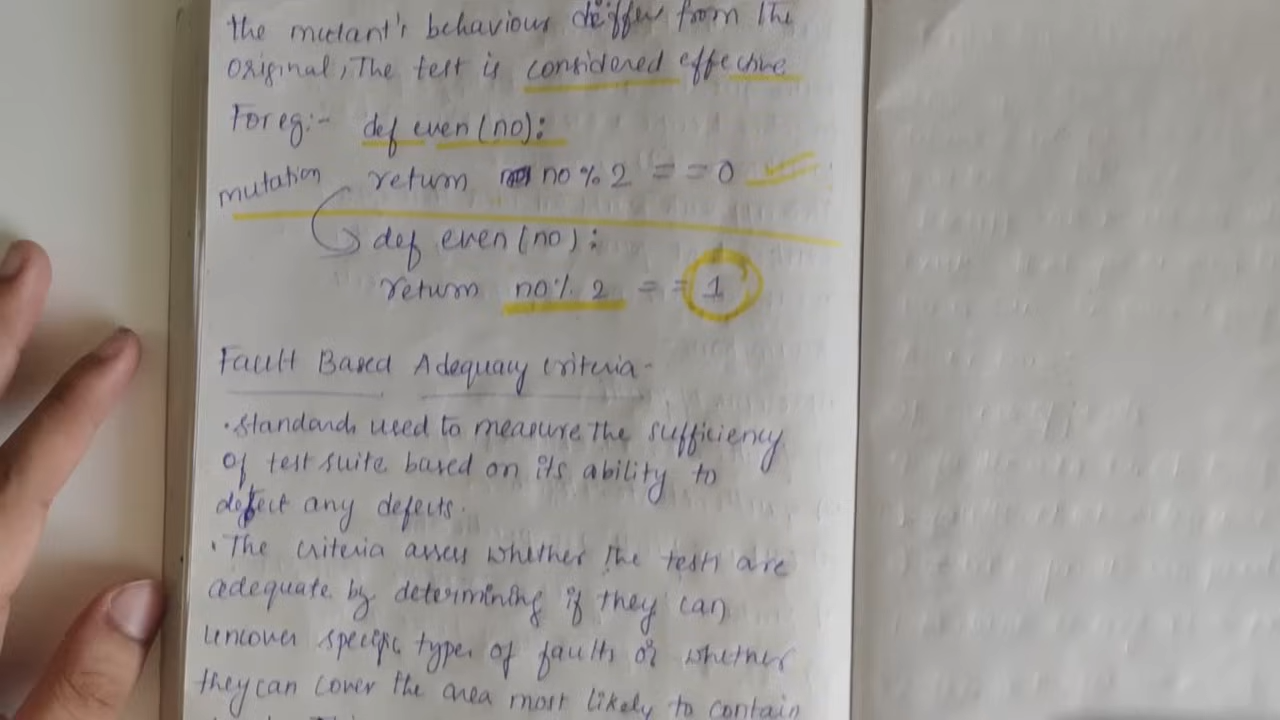 the mutant's behaviour differ from the
original, The test is considered effective
For eg:- def even(no):
mutation return no % 2 = = 0
def even(no):
return no % 2 = = 1
Fault Based Adequacy criteria-
. Standards used to measure the sufficiency
of test suite based on its ability to
detect any defects.
. The criteria asses whether the tests are
adequate by determining if they can
uncover specific types of faults or whether
they can cover the area most likely to contain